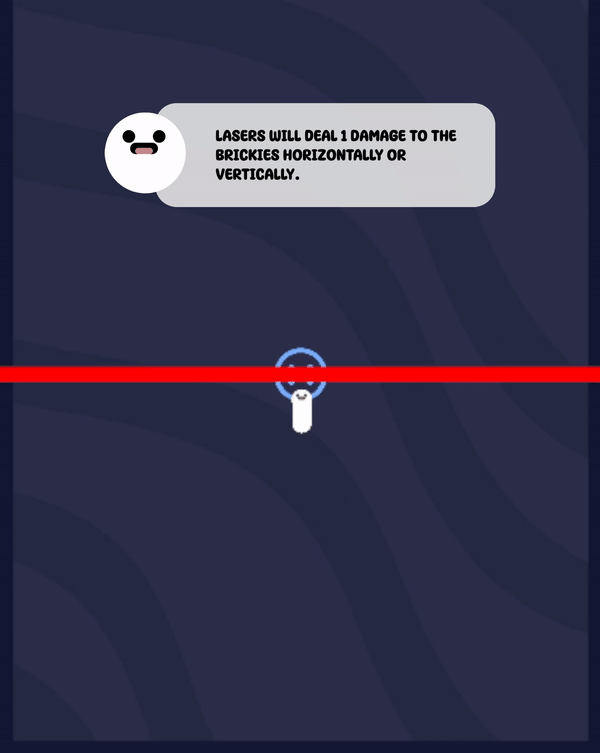 LASERS WILL DEAL 1 DAMAGE TO THE
BRICKIES HORIZONTALLY OR
VERTICALLY.